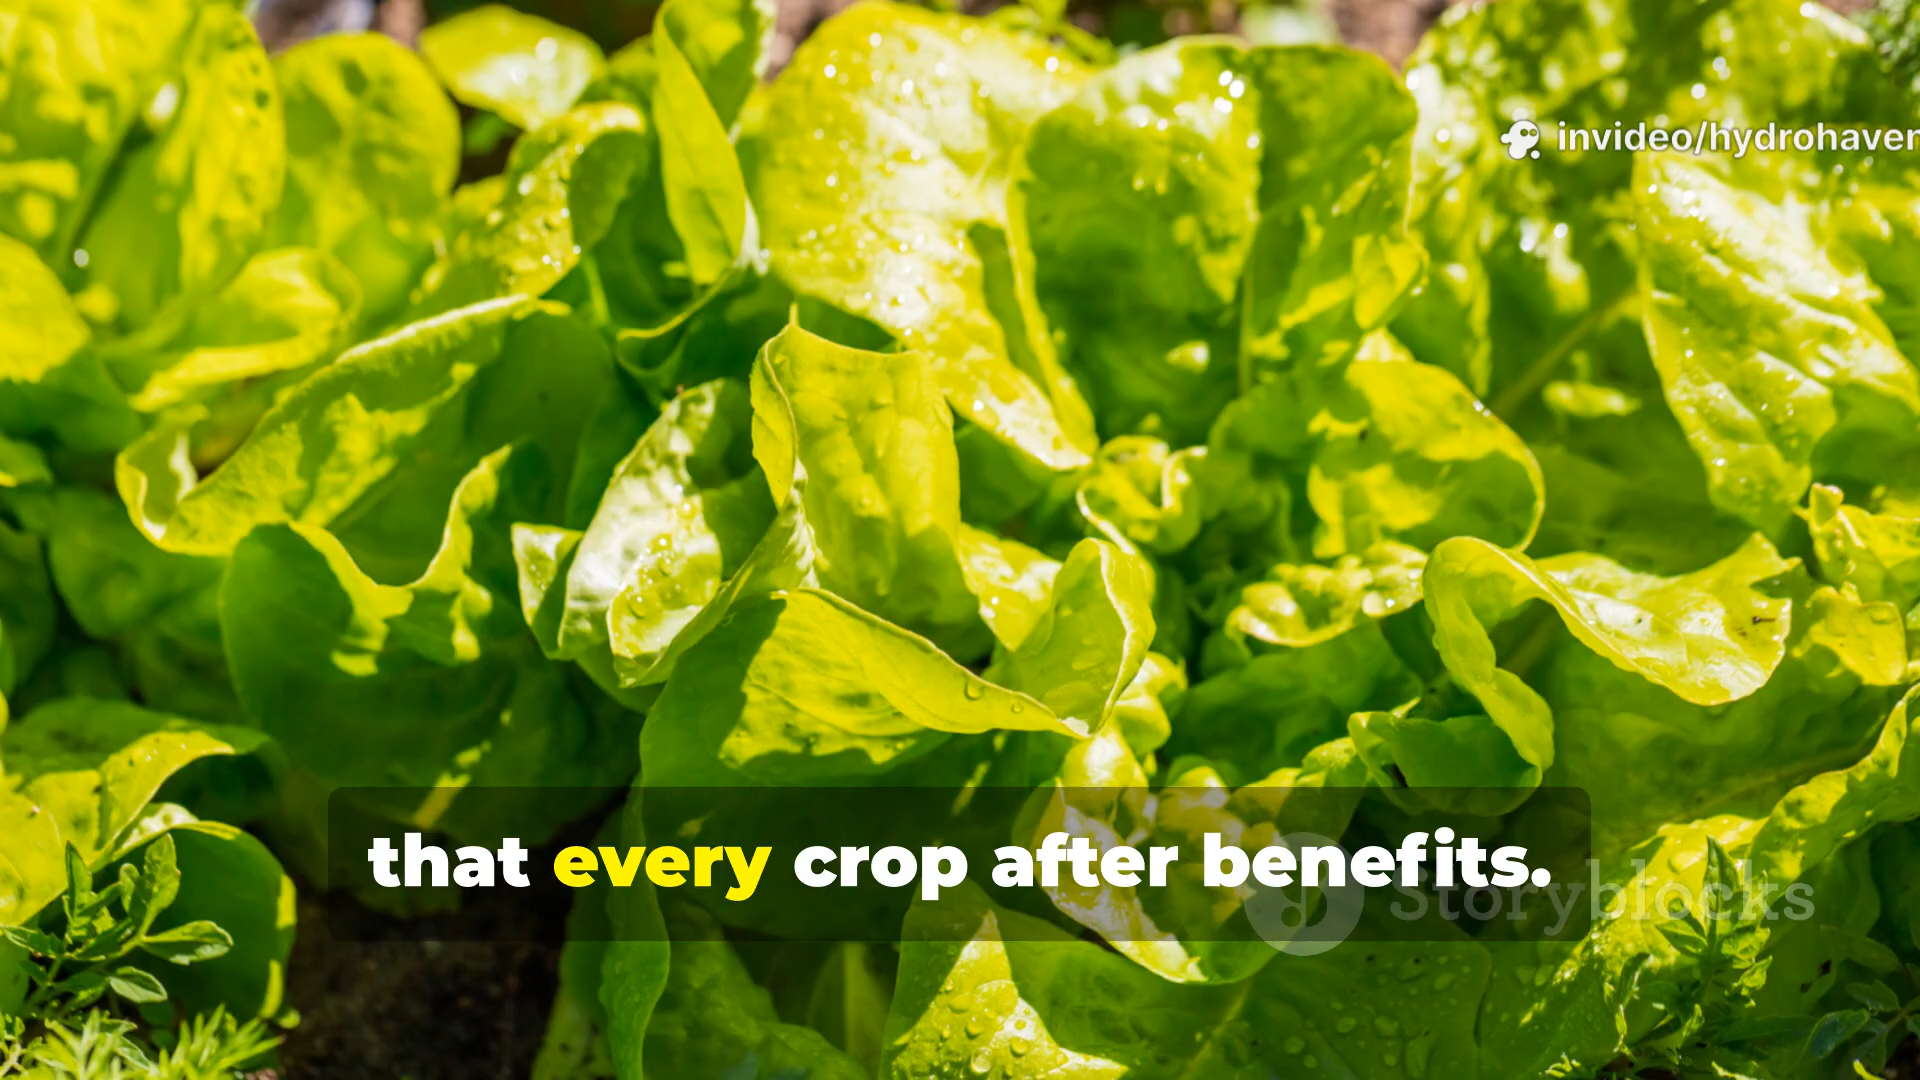 invideo/hydrohaven
that every crop after benefits.
Storyblocks